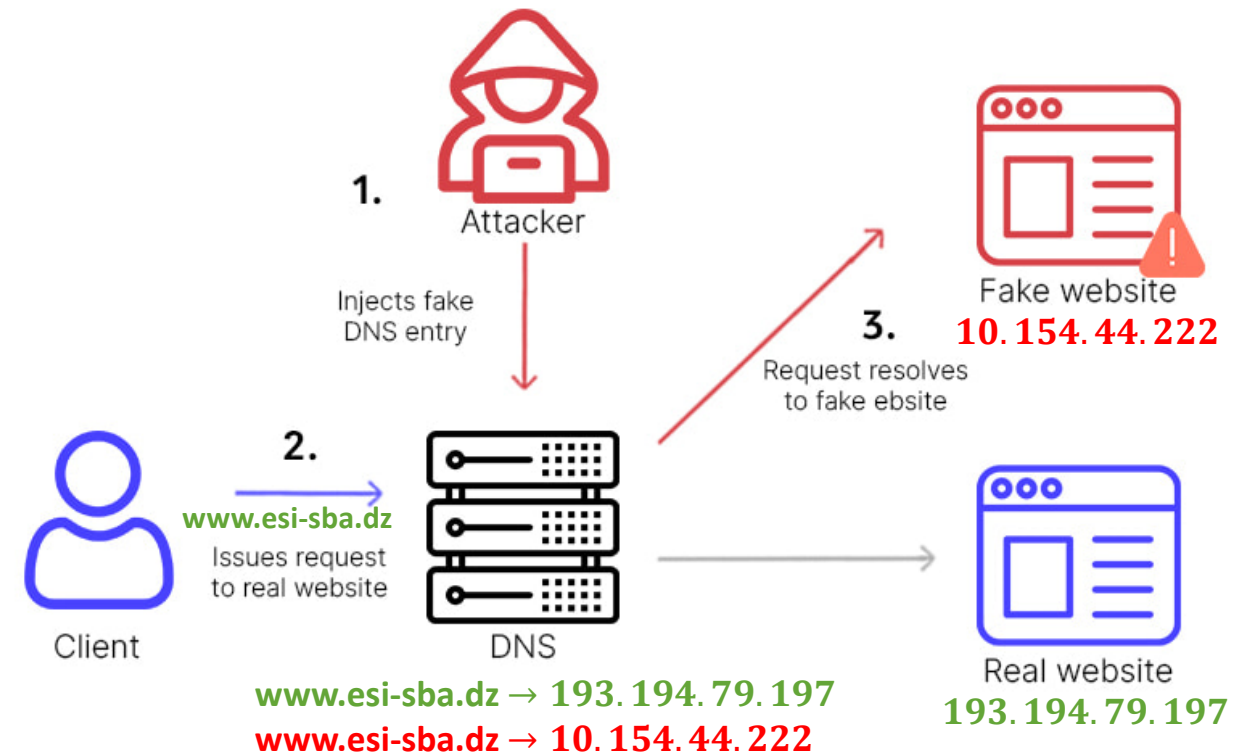 1.
Attacker
Injects fake
DNS entry
Fake website
10.154.44.222
3.
Request resolves
to fake ebsite
2.
www.esi-sba.dz
Issues request
to real website
Client
DNS
Real website
193.194.79.197
www.esi-sba.dz → 193.194.79.197
www.esi-sba.dz → 10.154.44.222